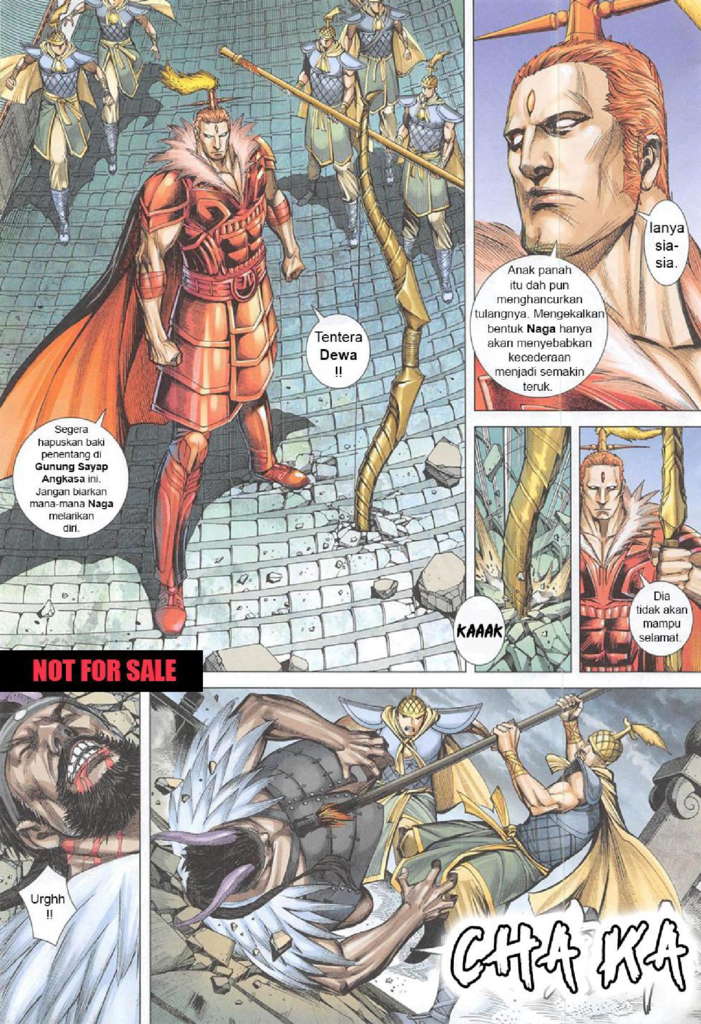 Ianya
sia-
sia.
Anak panah
itu dah pun
menghancurkan
tulangnya. Mengekalkan
bentuk Naga hanya
akan menyebabkan
kecederaan
menjadi semakin
teruk.
Tentera
Dewa
!!
Segera
hapuskan baki
penentang di
Gunung Sayap
Angkasa ini.
Jangan biarkan
mana-mana Naga
melarikan
diri.
KAAAK
Dia
tidak akan
mampu
selamat.
NOT FOR SALE
Urghh
!!
CHA KA